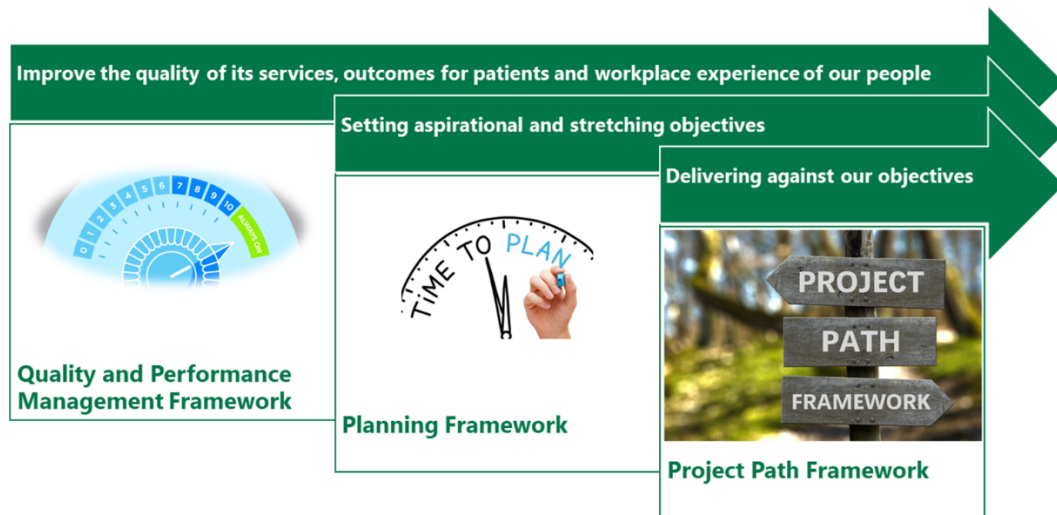 Improve the quality of its services, outcomes for patients and workplace experience of our people
Setting aspirational and stretching objectives
Delivering against our objectives
0 1 2 3 4 5 6 7 8 9 10 ALWAYS ON
TiME TO PLAN
PROJECT
PATH
FRAMEWORK
Quality and Performance
Management Framework
Planning Framework
Project Path Framework